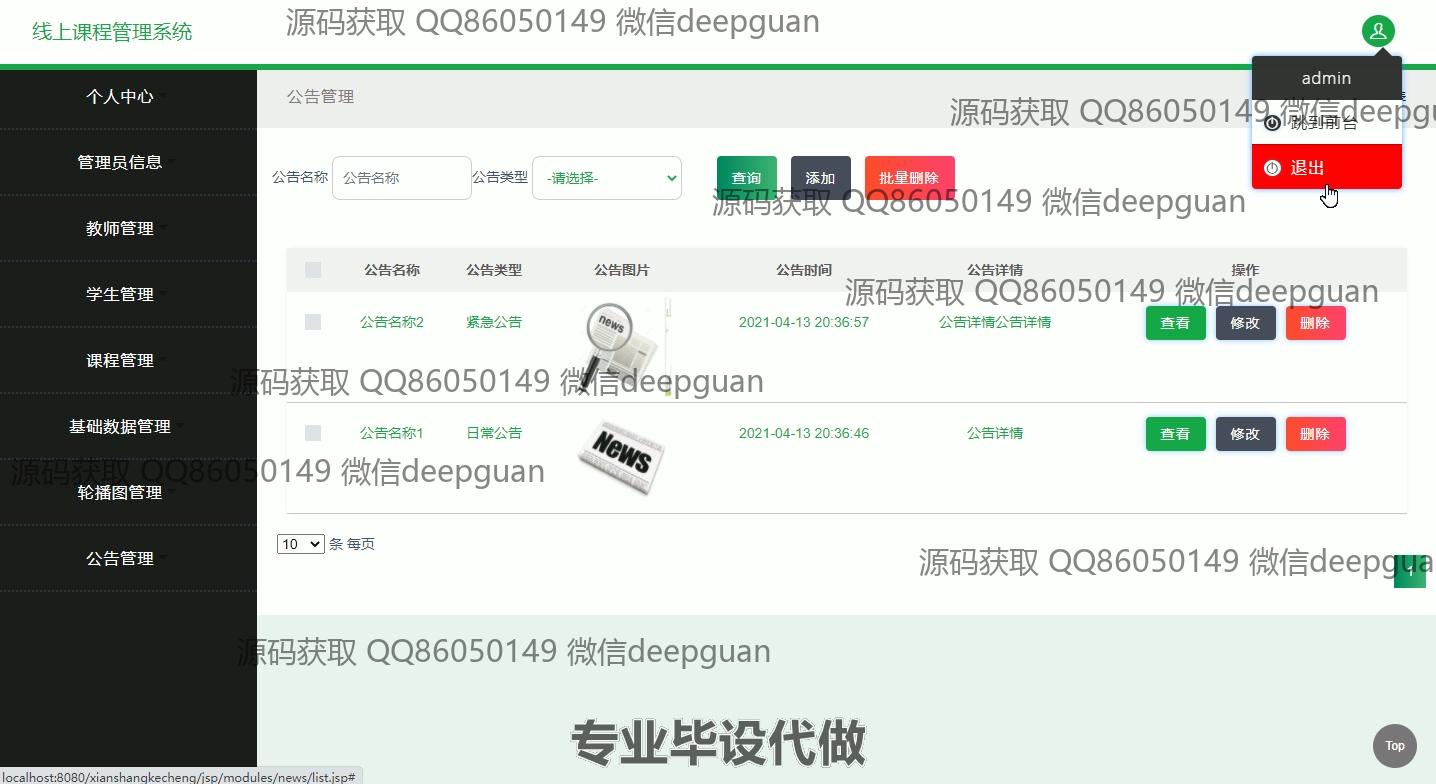 线上课程管理系统
源码获取 QQ86050149 微信deepguan
admin
跳到前台
退出
个人中心
管理员信息
教师管理
学生管理
课程管理
基础数据管理
轮播图管理
公告管理
公告管理
源码获取 QQ86050149 微信deepgu
公告名称 公告名称 公告类型 -请选择- 查询 添加 批量删除
源码获取 QQ86050149 微信deepguan
公告名称 公告类型 公告图片 公告时间 公告详情 操作
源码获取 QQ86050149 微信deepguan
公告名称2 紧急公告 news 2021-04-13 20:36:57 公告详情公告详情 查看 修改 删除
源码获取 QQ86050149 微信deepguan
公告名称1 日常公告 News 2021-04-13 20:36:46 公告详情 查看 修改 删除
源码获取 QQ86050149 微信deepguan
10 条 每页
源码获取 QQ86050149 微信deepgua
1
源码获取 QQ86050149 微信deepguan
专业毕设代做
Top
localhost:8080/xianshangkecheng/jsp/modules/news/list.jsp#